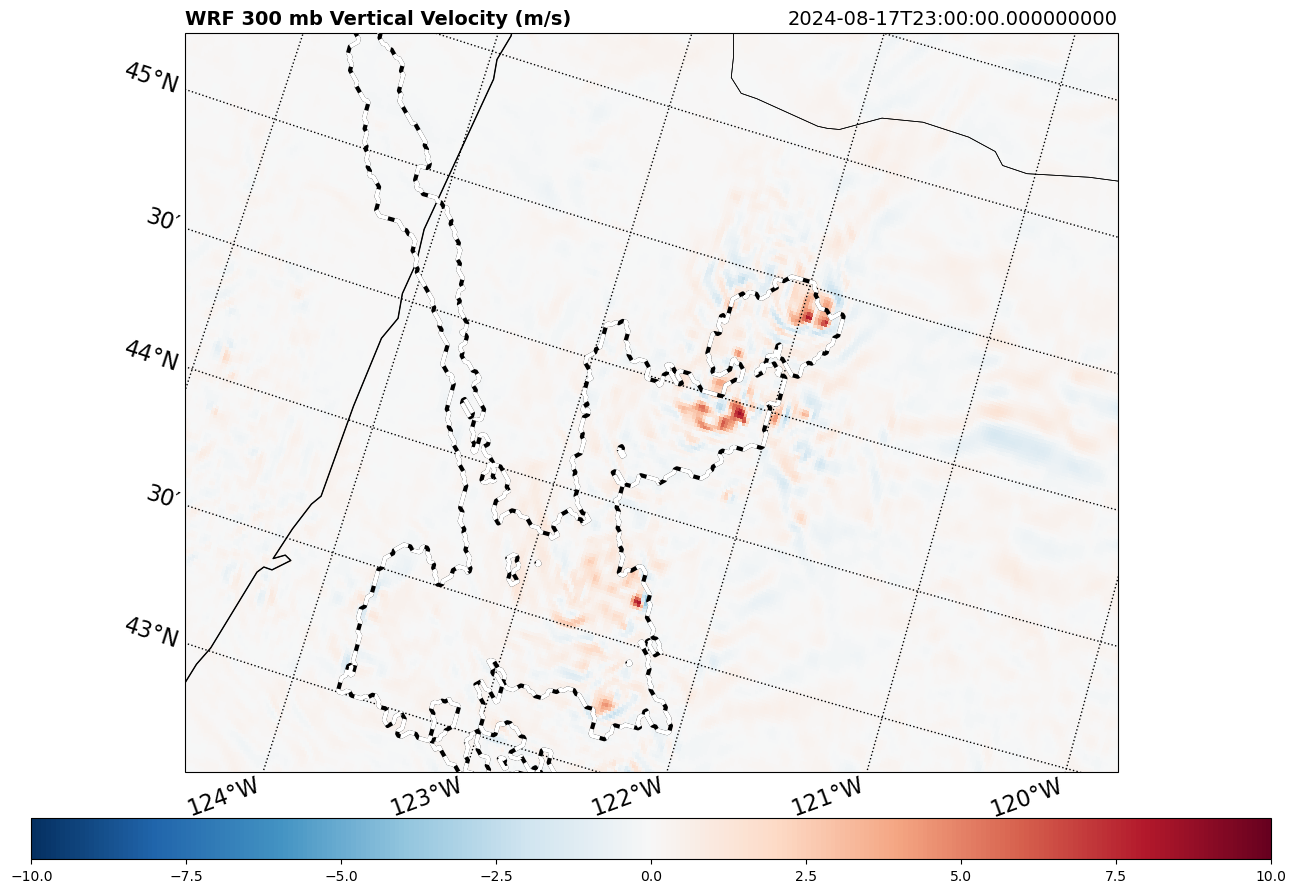 WRF 300 mb Vertical Velocity (m/s) 2024-08-17T23:00:00.000000000
45°N
30′
44°N
30′
43°N
124°W 123°W 122°W 121°W 120°W
−10.0 −7.5 −5.0 −2.5 0.0 2.5 5.0 7.5 10.0